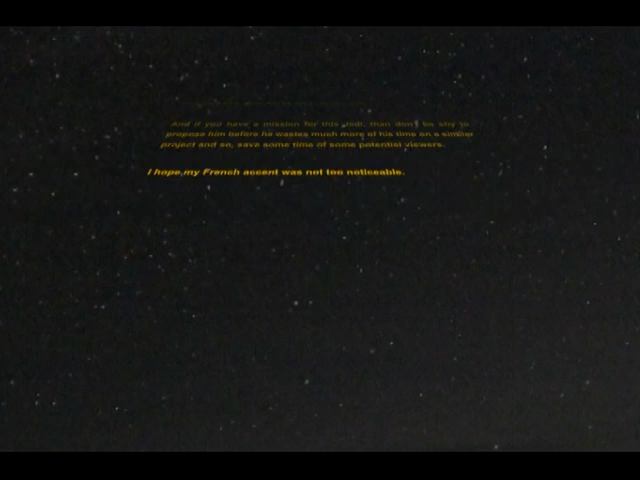 And if you have a mission for this Jedi, than don't be shy to
propose him before he wastes much more of his time on a similar
project and so, save some time of some potential viewers.
I hope,my French accent was not too noticeable.